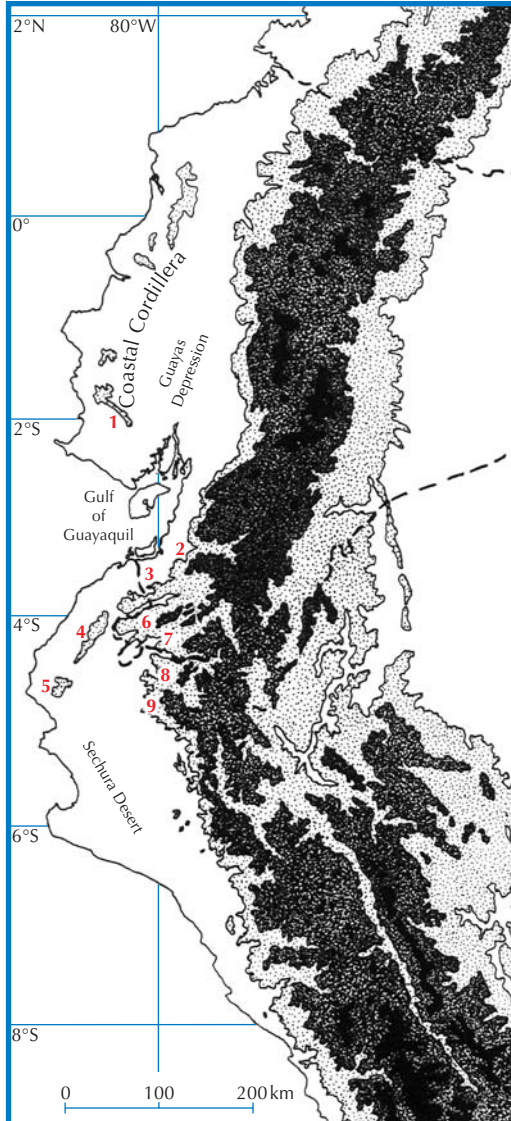 2°N 80°W
0°
Coastal Cordillera
Guayas
Depression
1
2°S
Gulf
of
Guayaquil
2
3
4°S
4
6
7
5
8
9
Sechura Desert
6°S
8°S
0 100 200 km